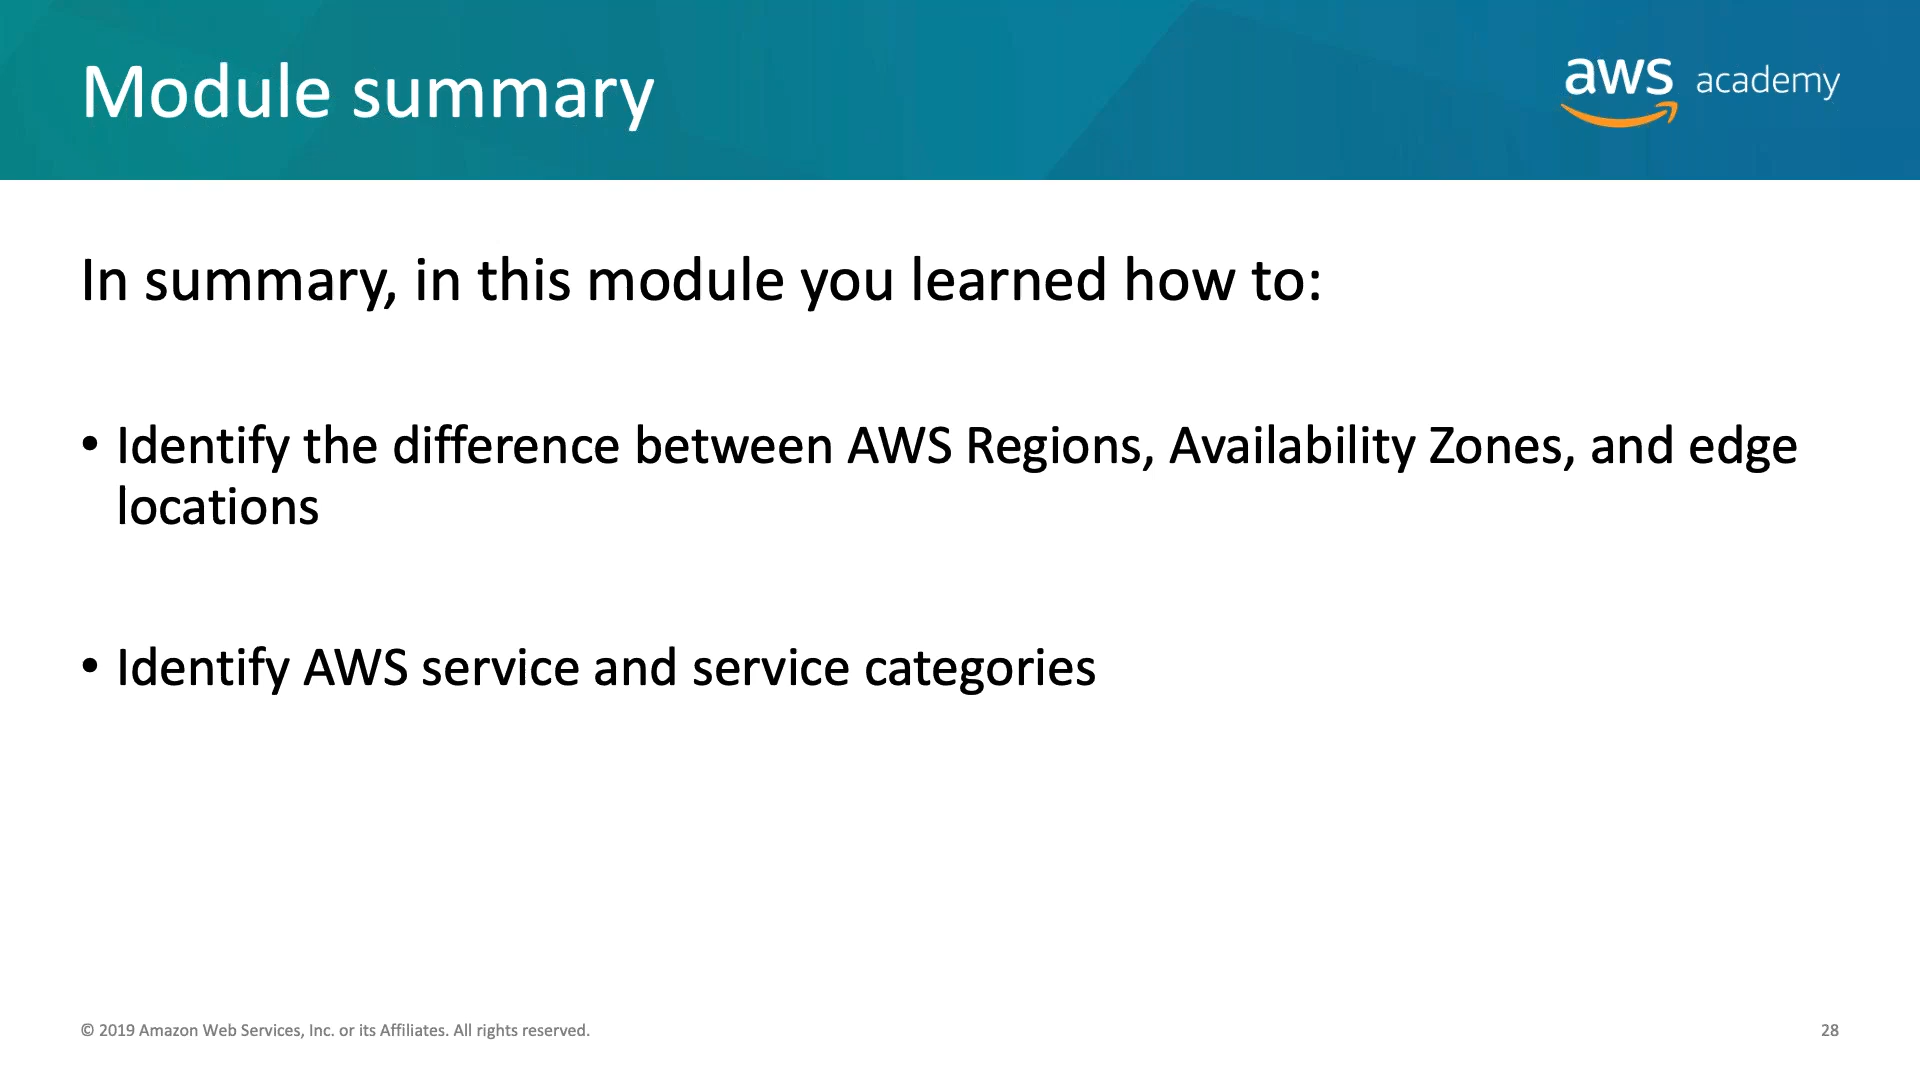 Module summary
aws academy
In summary, in this module you learned how to:
• Identify the difference between AWS Regions, Availability Zones, and edge
locations
• Identify AWS service and service categories
© 2019 Amazon Web Services, Inc. or its Affiliates. All rights reserved.
28